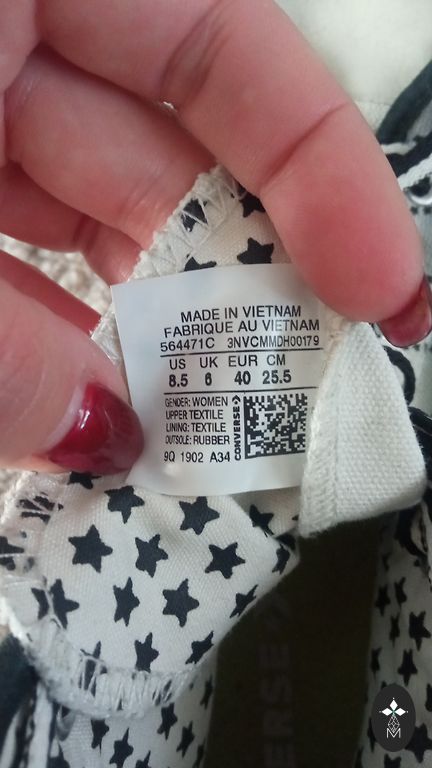 MADE IN VIETNAM
FABRIQUE AU VIETNAM
564471C 3NVCMMDH00179
US UK EUR CM
8.5 6 40 25.5
GENDER: WOMEN
UPPER TEXTILE
LINING: TEXTILE
OUTSOLE: RUBBER
CONVERSE
9Q 1902 A34
ERSE
M